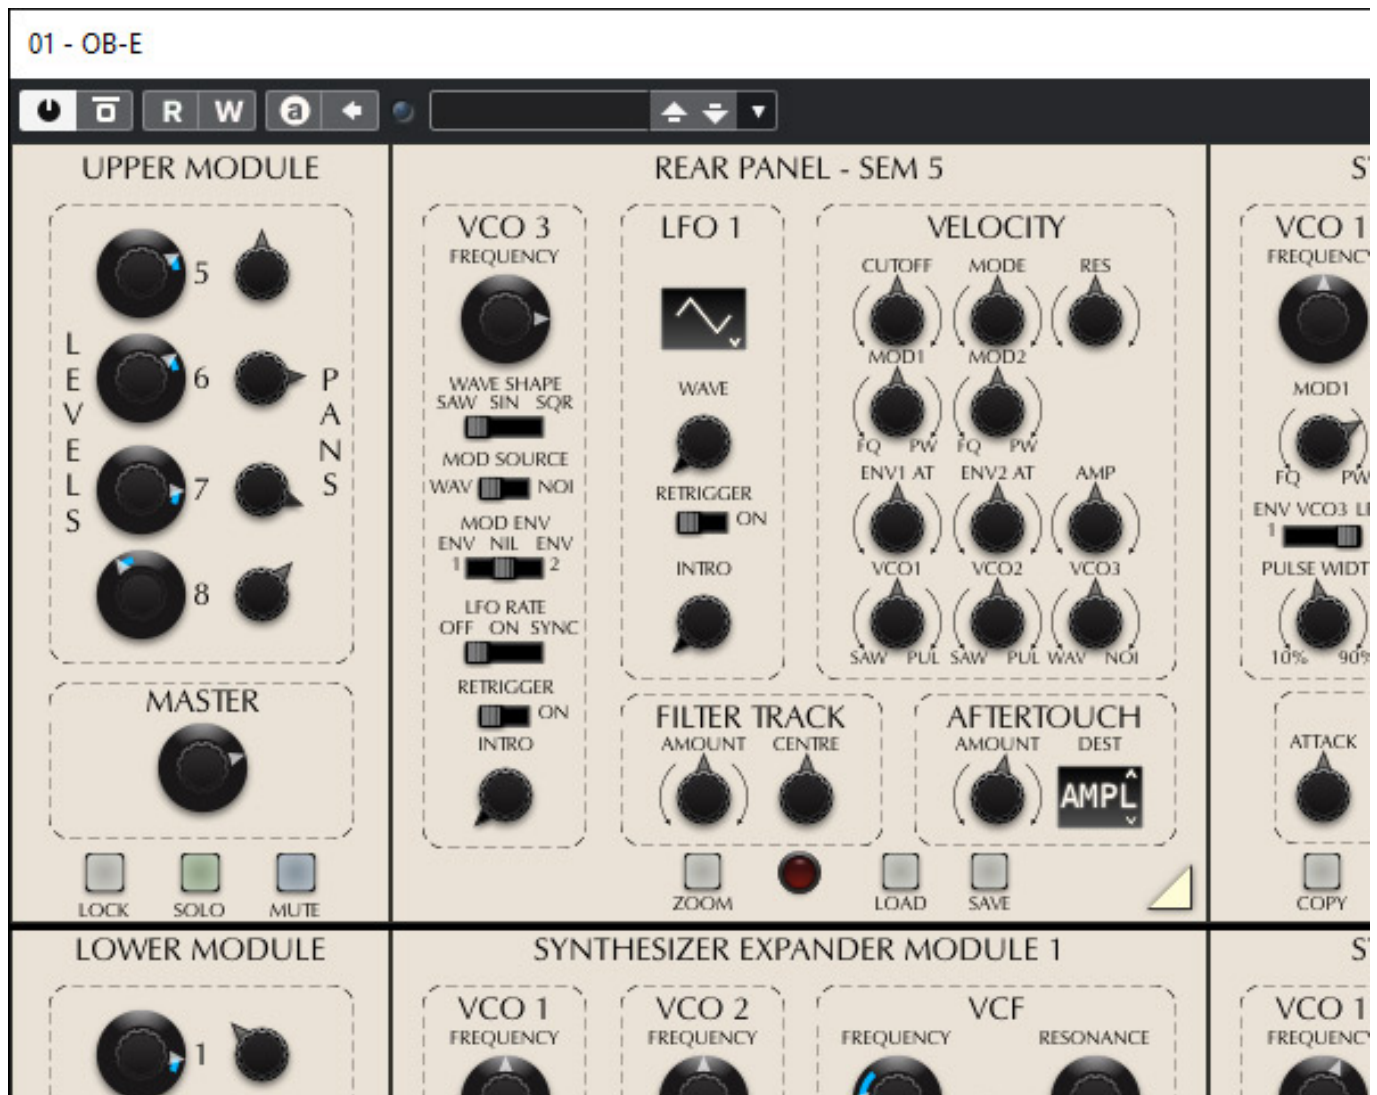 01 - OB-E
R W a
UPPER MODULE
LEVELS
5
6
7
8
PANS
MASTER
LOCK SOLO MUTE
REAR PANEL - SEM 5
VCO 3
FREQUENCY
WAVE SHAPE
SAW SIN SQR
MOD SOURCE
WAV NOI
MOD ENV
ENV NIL ENV
1 2
LFO RATE
OFF ON SYNC
RETRIGGER
ON
INTRO
LFO 1
WAVE
RETRIGGER
ON
INTRO
VELOCITY
CUTOFF MODE RES
MOD1 MOD2
FQ PW FQ PW
ENV1 AT ENV2 AT AMP
VCO1 VCO2 VCO3
SAW PUL SAW PUL WAV NOI
FILTER TRACK
AMOUNT CENTRE
AFTERTOUCH
AMOUNT DEST
AMPL
ZOOM LOAD SAVE
VCO 1
FREQUENC
MOD1
FQ PW
ENV VCO3
1
PULSE WIDT
10% 90%
ATTACK
COPY
LOWER MODULE
1
SYNTHESIZER EXPANDER MODULE 1
VCO 1
FREQUENCY
VCO 2
FREQUENCY
VCF
FREQUENCY RESONANCE
VCO 1
FREQUENC